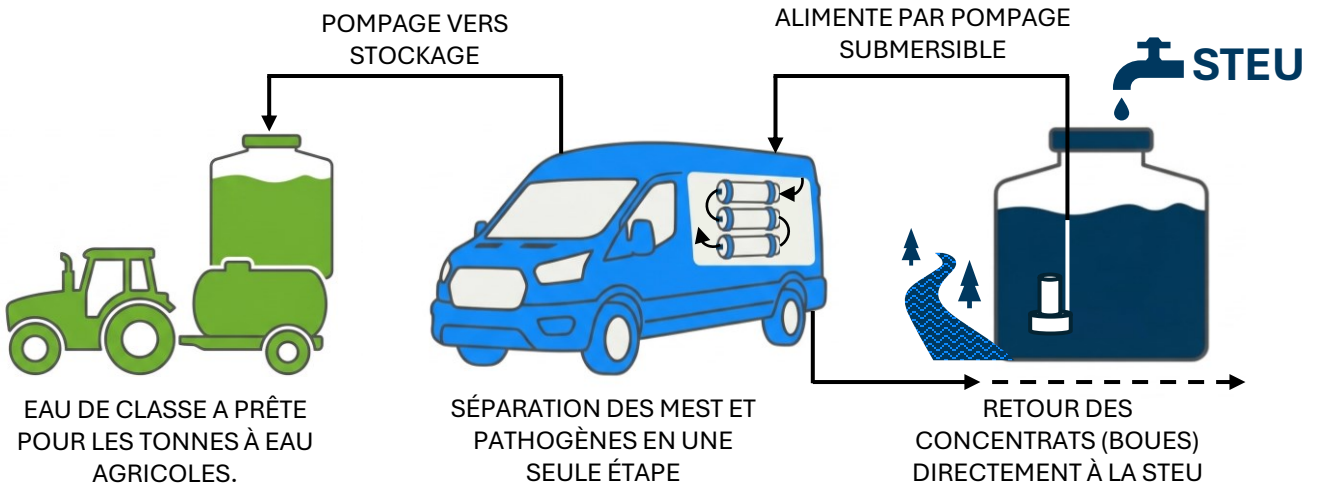 POMPAGE VERS
STOCKAGE
ALIMENTE PAR POMPAGE
SUBMERSIBLE
STEU
EAU DE CLASSE A PRÊTE
POUR LES TONNES À EAU
AGRICOLES.
SÉPARATION DES MEST ET
PATHOGÈNES EN UNE
SEULE ÉTAPE
RETOUR DES
CONCENTRATS (BOUES)
DIRECTEMENT À LA STEU